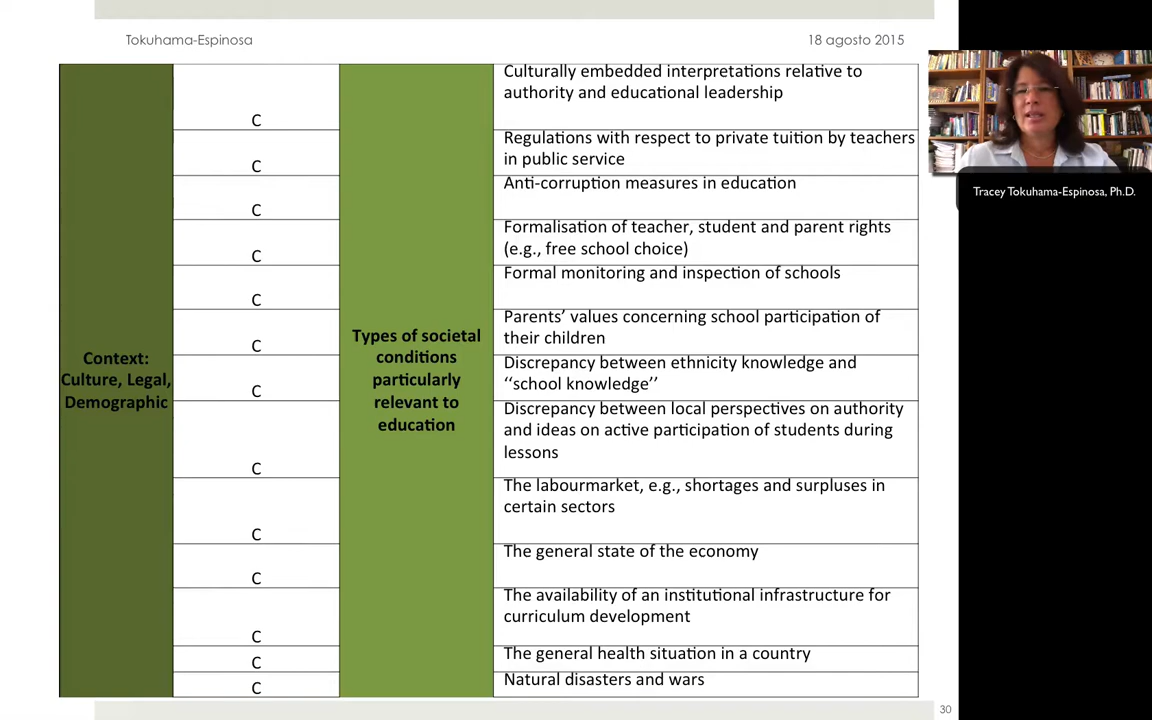 Tokuhama-Espinosa
18 agosto 2015
Tracey Tokuhama-Espinosa, Ph.D.
Context:
Culture, Legal,
Demographic
Types of societal
conditions
particularly
relevant to
education
C
Culturally embedded interpretations relative to
authority and educational leadership
C
Regulations with respect to private tuition by teachers
in public service
C
Anti-corruption measures in education
C
Formalisation of teacher, student and parent rights
(e.g., free school choice)
C
Formal monitoring and inspection of schools
C
Parents’ values concerning school participation of
their children
C
Discrepancy between ethnicity knowledge and
‘‘school knowledge’’
C
Discrepancy between local perspectives on authority
and ideas on active participation of students during
lessons
C
The labourmarket, e.g., shortages and surpluses in
certain sectors
C
The general state of the economy
C
The availability of an institutional infrastructure for
curriculum development
C
The general health situation in a country
C
Natural disasters and wars
30